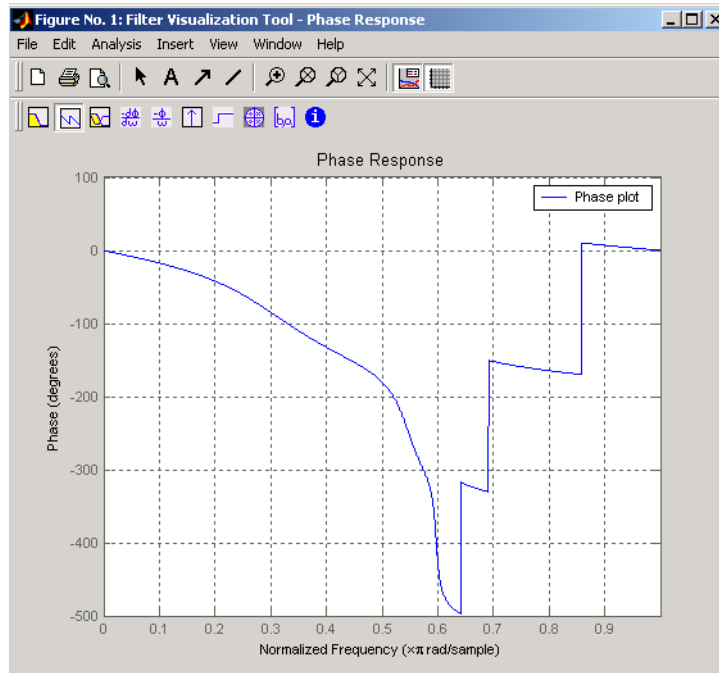 Figure No. 1: Filter Visualization Tool - Phase Response
File Edit Analysis Insert View Window Help
A
Phase Response
Phase plot
Phase (degrees)
100
0
-100
-200
-300
-400
-500
0 0.1 0.2 0.3 0.4 0.5 0.6 0.7 0.8 0.9
Normalized Frequency (×π rad/sample)